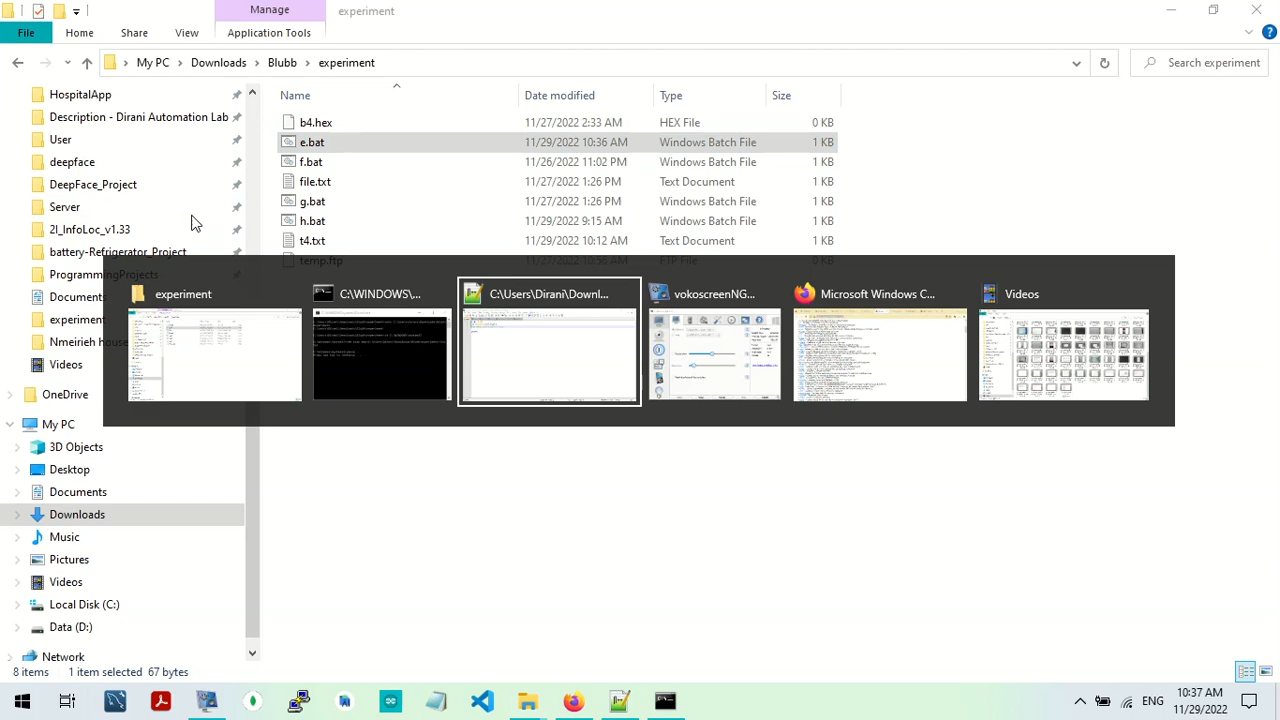 Manage
experiment
File
Home
Share
View
Application Tools
My PC
Downloads
Blubb
experiment
Search experiment
HospitalApp
Description - Dirani Automation Lab
User
deepface
DeepFace_Project
Server
2I_InfoLoc_v1.33
battery-Refrigerator_Project
ProgrammingProjects
Documents
Videos
OneDrive
My PC
3D Objects
Desktop
Documents
Downloads
Music
Pictures
Videos
Local Disk (C:)
Data (D:)
Network
Name Date modified Type Size
b4.hex 11/27/2022 2:33 AM HEX File 0 KB
e.bat 11/29/2022 10:36 AM Windows Batch File 1 KB
f.bat 11/26/2022 11:02 PM Windows Batch File 1 KB
file.txt 11/27/2022 1:26 PM Text Document 1 KB
g.bat 11/27/2022 1:26 PM Windows Batch File 1 KB
h.bat 11/29/2022 9:15 AM Windows Batch File 1 KB
t4.txt 11/29/2022 10:12 AM Text Document 1 KB
temp.ftp
experiment
C:\WINDOWS\...
C:\Users\Dirani\Downl...
vokoscreenNG...
Microsoft Windows C...
Videos
8 items 1 item selected 67 bytes
ENG
10:37 AM
11/29/2022